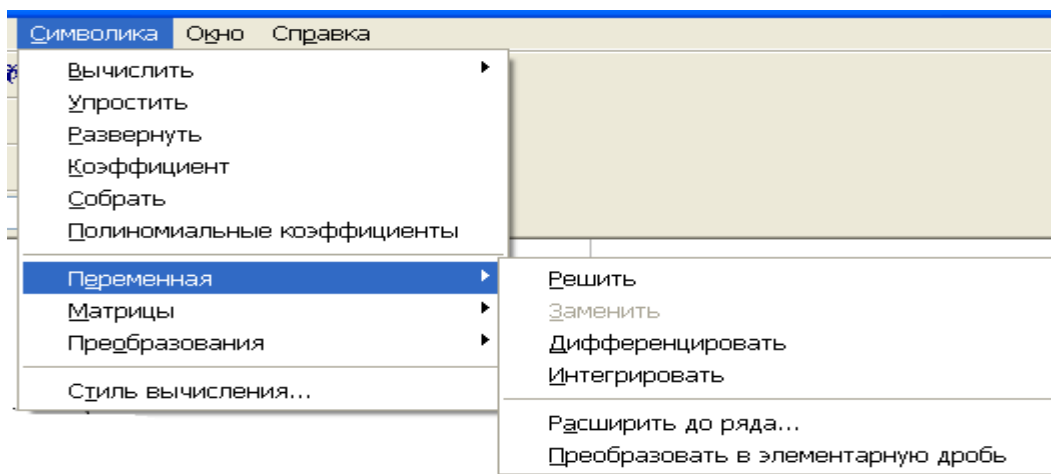 Символика Окно Справка
Вычислить
Упростить
Развернуть
Коэффициент
Собрать
Полиномиальные коэффициенты
Переменная
Матрицы
Преобразования
Стиль вычисления...
Решить
Заменить
Дифференцировать
Интегрировать
Расширить до ряда...
Преобразовать в элементарную дробь